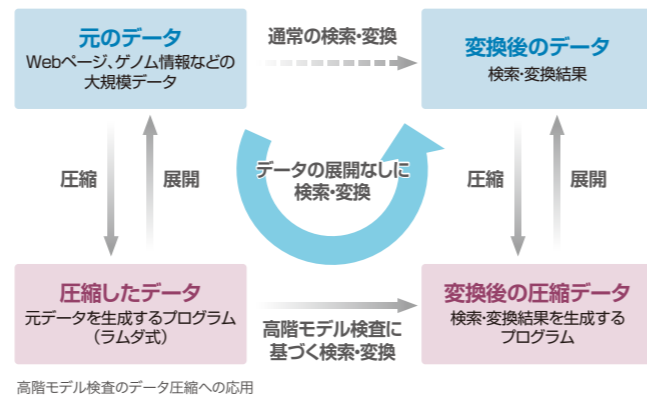 元のデータ
Webページ、ゲノム情報などの
大規模データ
通常の検索・変換
変換後のデータ
検索・変換結果
圧縮
展開
データの展開なしに
検索・変換
圧縮
展開
圧縮したデータ
元データを生成するプログラム
（ラムダ式）
高階モデル検査に
基づく検索・変換
変換後の圧縮データ
検索・変換結果を生成する
プログラム
高階モデル検査のデータ圧縮への応用